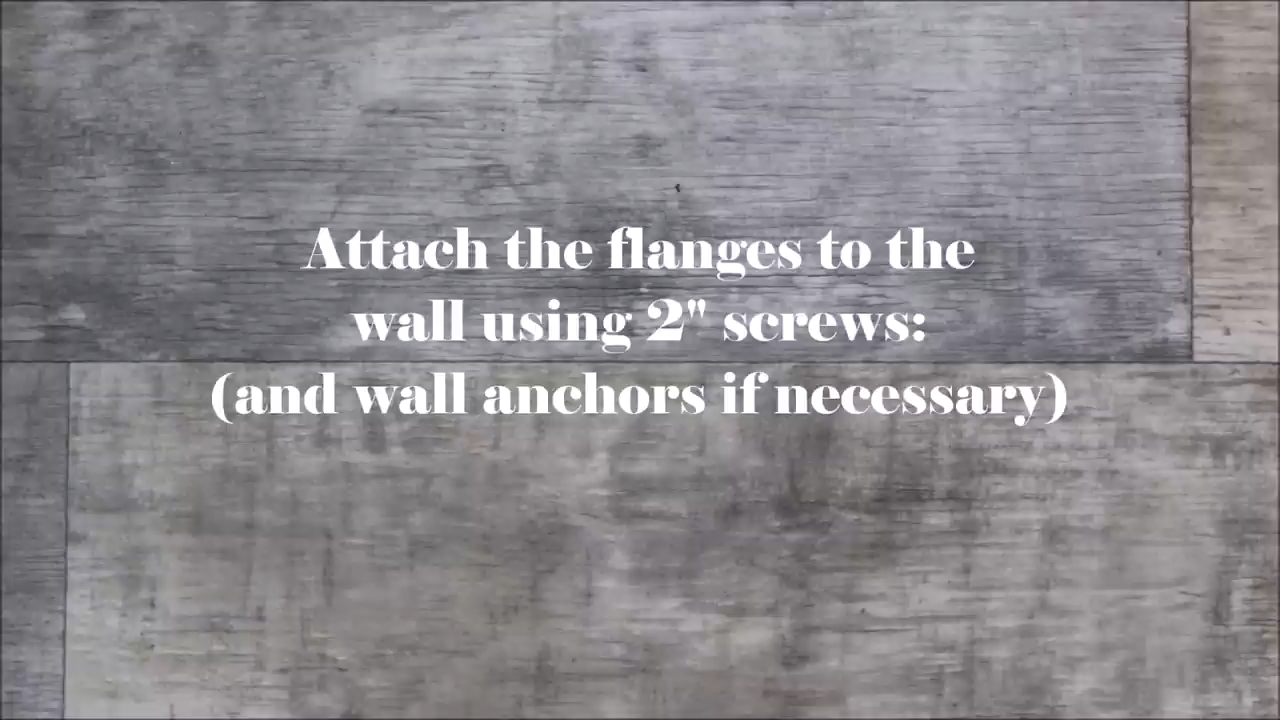 Attach the flanges to the
wall using 2" screws:
(and wall anchors if necessary)